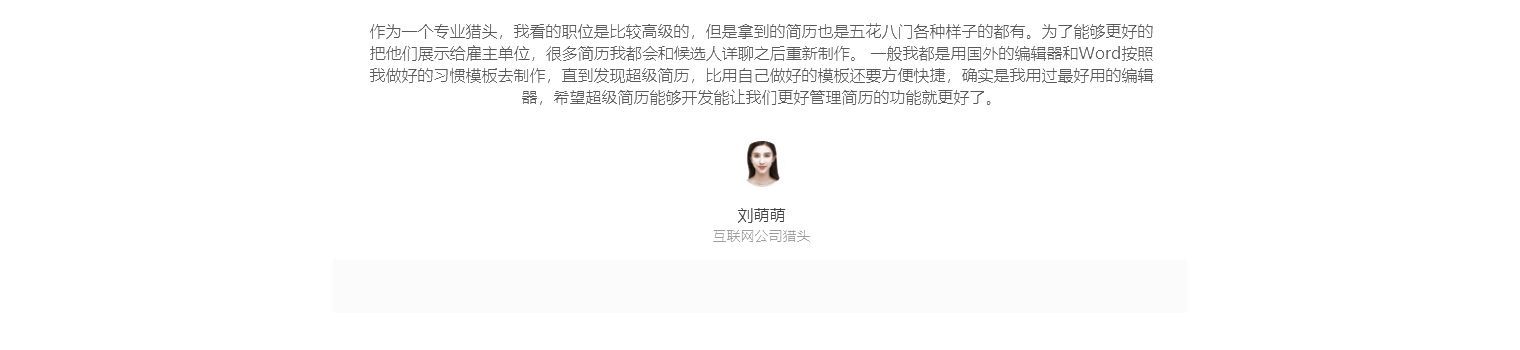 作为一个专业猎头，我看的职位是比较高级的，但是拿到的简历也是五花八门各种样子的都有。为了能够更好的
把他们展示给雇主单位，很多简历我都会和候选人详聊之后重新制作。 一般我都是用国外的编辑器和Word按照
我做好的习惯模板去制作，直到发现超级简历，比用自己做好的模板还要方便快捷，确实是我用过最好用的编辑
器，希望超级简历能够开发能让我们更好管理简历的功能就更好了。
刘萌萌
互联网公司猎头